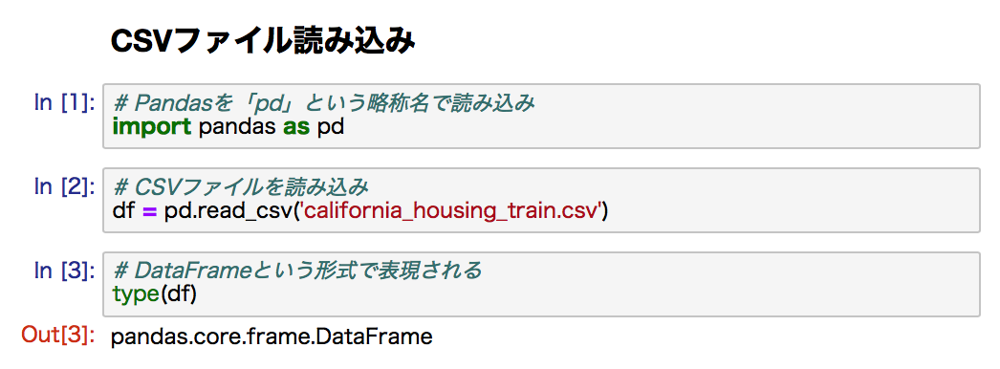 CSVファイル読み込み
In [1]:
# Pandasを「pd」という略称名で読み込み
import pandas as pd
In [2]:
# CSVファイルを読み込み
df = pd.read_csv('california_housing_train.csv')
In [3]:
# DataFrameという形式で表現される
type(df)
Out[3]:
pandas.core.frame.DataFrame